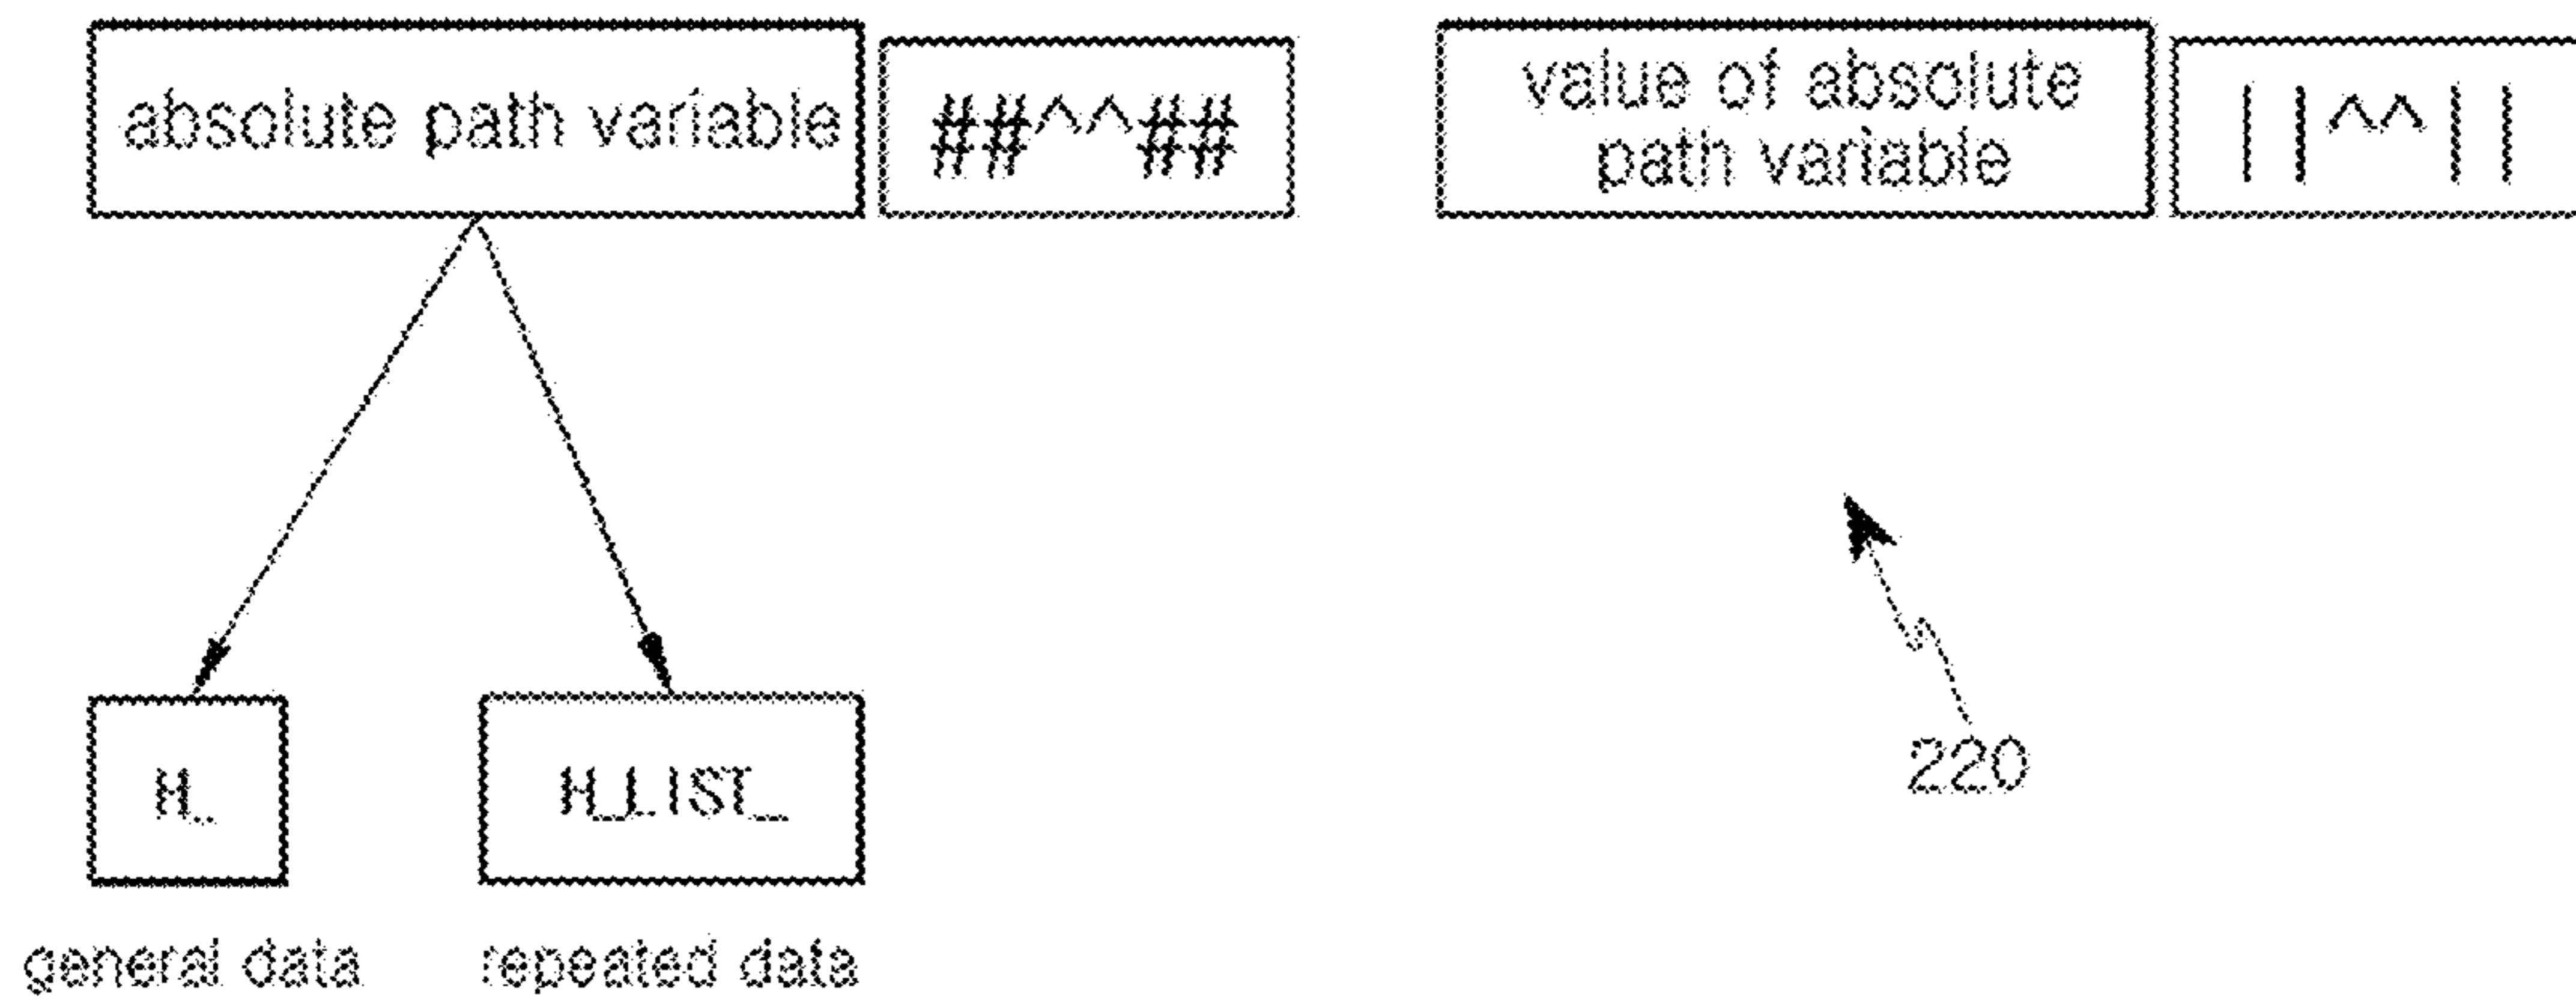 absolute path variable
##^^##
value of absolute
path variable
||^^||
H_
H_LIST_
220
general data
repeated data